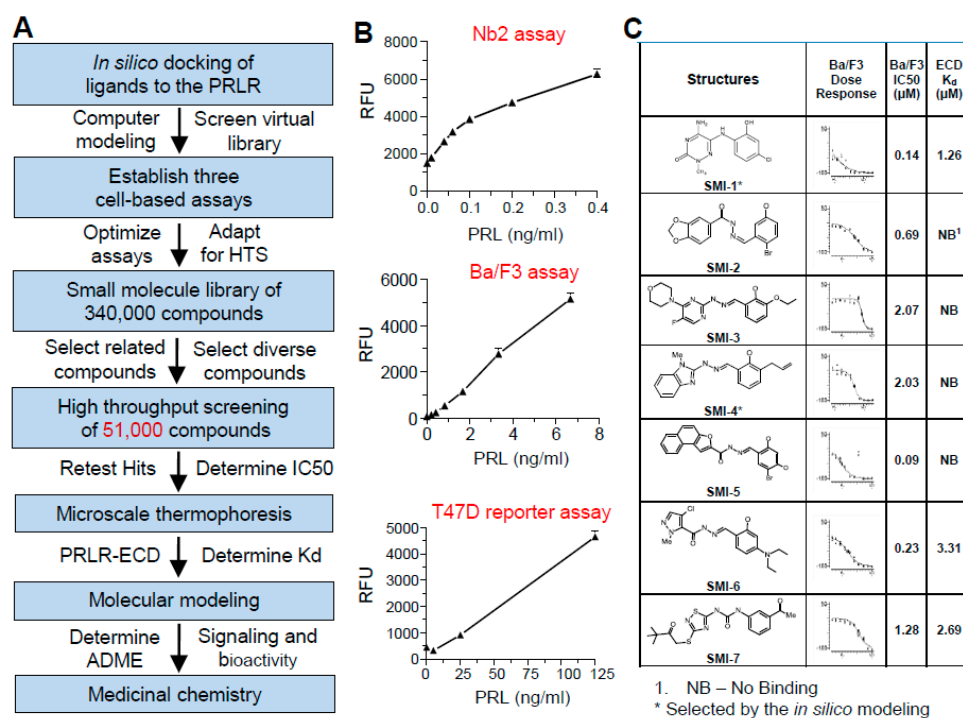 A
In silico docking of
ligands to the PRLR
Computer
modeling
Screen virtual
library
Establish three
cell-based assays
Optimize
assays
Adapt
for HTS
Small molecule library of
340,000 compounds
Select related
compounds
Select diverse
compounds
High throughput screening
of 51,000 compounds
Retest Hits
Determine IC50
Microscale thermophoresis
PRLR-ECD
Determine Kd
Molecular modeling
Determine
ADME
Signaling and
bioactivity
Medicinal chemistry
B
Nb2 assay
8000
6000
4000
2000
0
RFU
0.0 0.1 0.2 0.3 0.4
PRL (ng/ml)
Ba/F3 assay
6000
4000
2000
0
RFU
0 2 4 6 8
PRL (ng/ml)
T47D reporter assay
5000
4000
3000
2000
1000
0
RFU
0 25 50 75 100 125
PRL (ng/ml)
C
Structures
Ba/F3
Dose
Response
Ba/F3
IC50
(µM)
ECD
Kd
(µM)
SMI-1*
0.14
1.26
SMI-2
0.69
NB1
SMI-3
2.07
NB
SMI-4*
2.03
NB
SMI-5
0.09
NB
SMI-6
0.23
3.31
SMI-7
1.28
2.69
1. NB – No Binding
* Selected by the in silico modeling